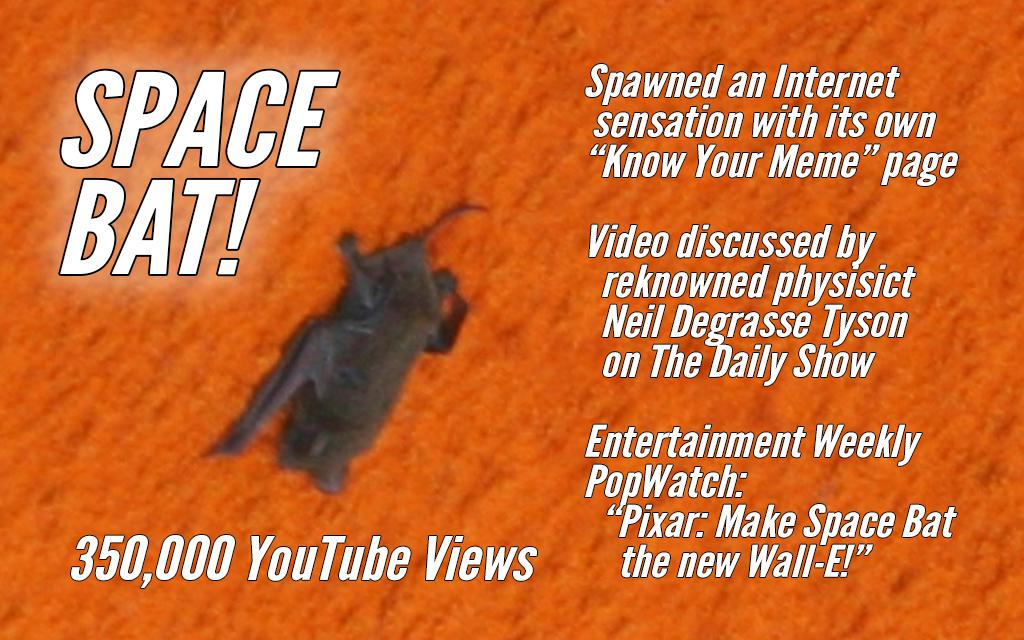 SPACE
BAT!
350,000 YouTube Views
Spawned an Internet
sensation with its own
“Know Your Meme” page
Video discussed by
reknowned physisict
Neil Degrasse Tyson
on The Daily Show
Entertainment Weekly
PopWatch:
“Pixar: Make Space Bat
the new Wall-E!”